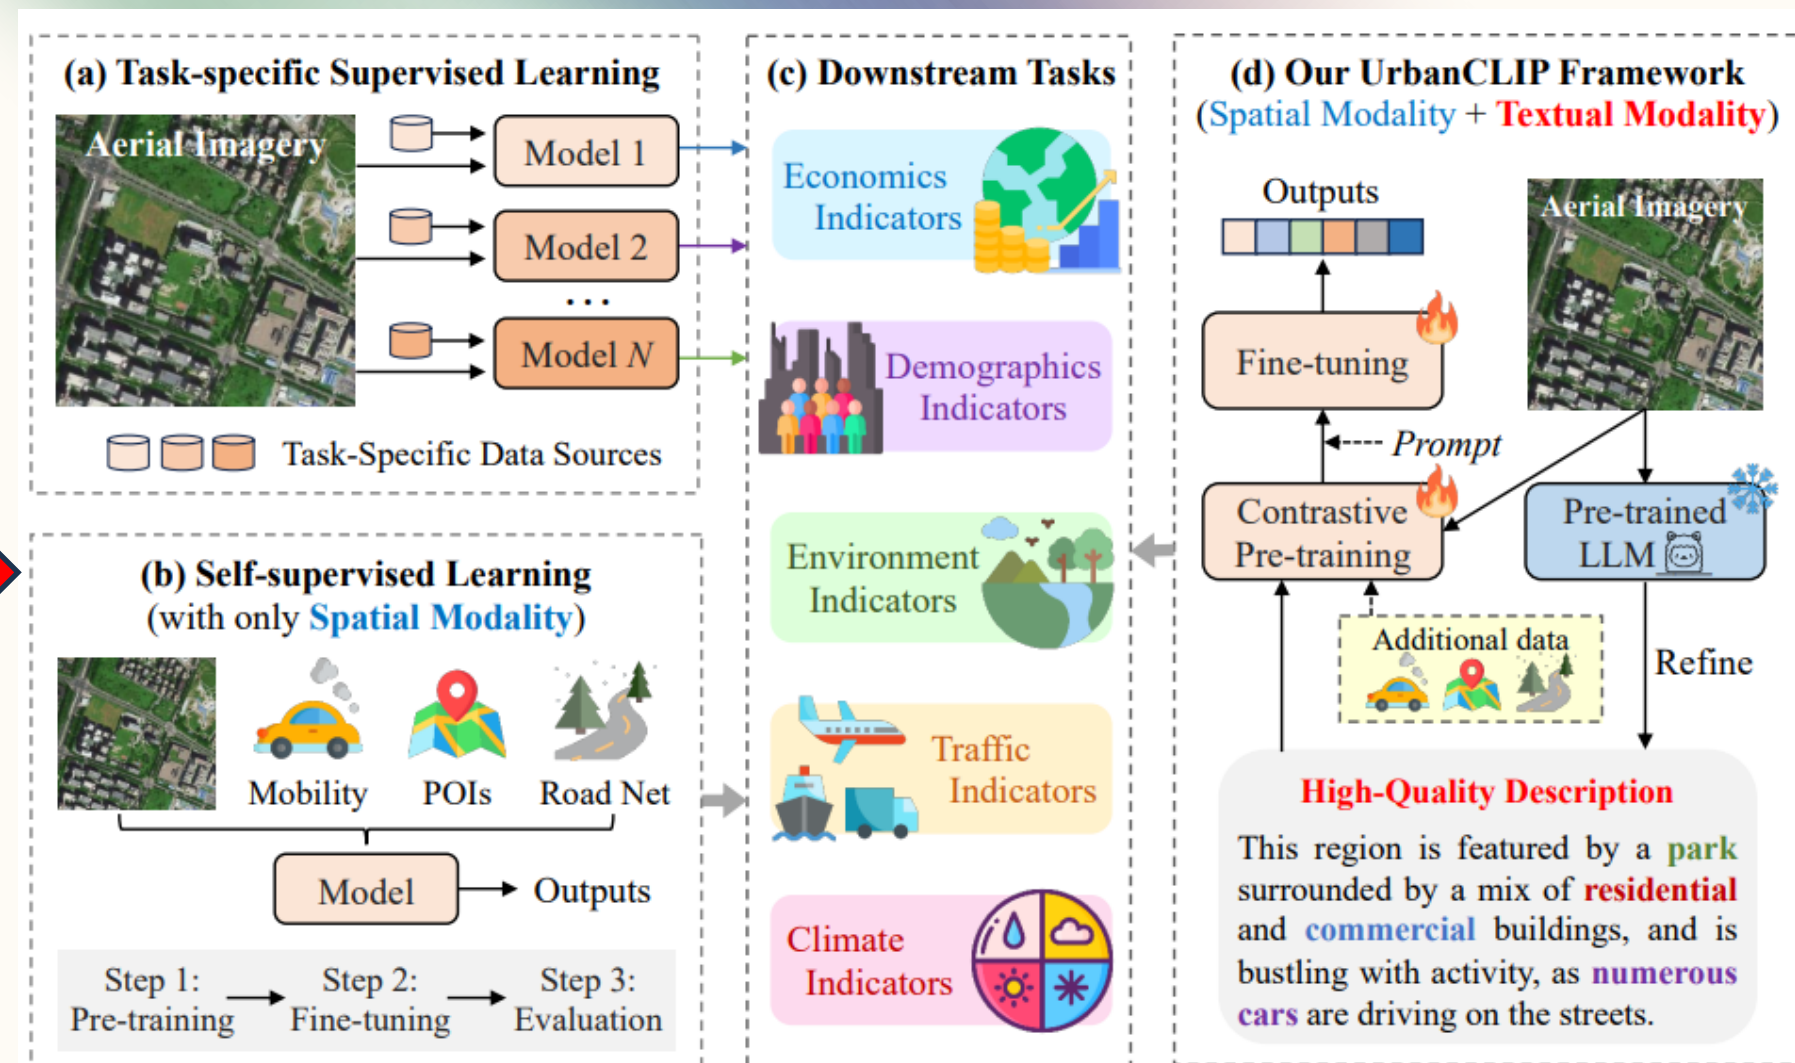 (a) Task-specific Supervised Learning
Aerial Imagery
Model 1
Model 2
...
Model N
Task-Specific Data Sources
(b) Self-supervised Learning
(with only Spatial Modality)
Mobility
POIs
Road Net
Model
Outputs
Step 1:
Pre-training
Step 2:
Fine-tuning
Step 3:
Evaluation
(c) Downstream Tasks
Economics
Indicators
Demographics
Indicators
Environment
Indicators
Traffic
Indicators
Climate
Indicators
(d) Our UrbanCLIP Framework
(Spatial Modality + Textual Modality)
Outputs
Aerial Imagery
Fine-tuning
Prompt
Contrastive
Pre-training
Pre-trained
LLM
Additional data
Refine
High-Quality Description
This region is featured by a park
surrounded by a mix of residential
and commercial buildings, and is
bustling with activity, as numerous
cars are driving on the streets.